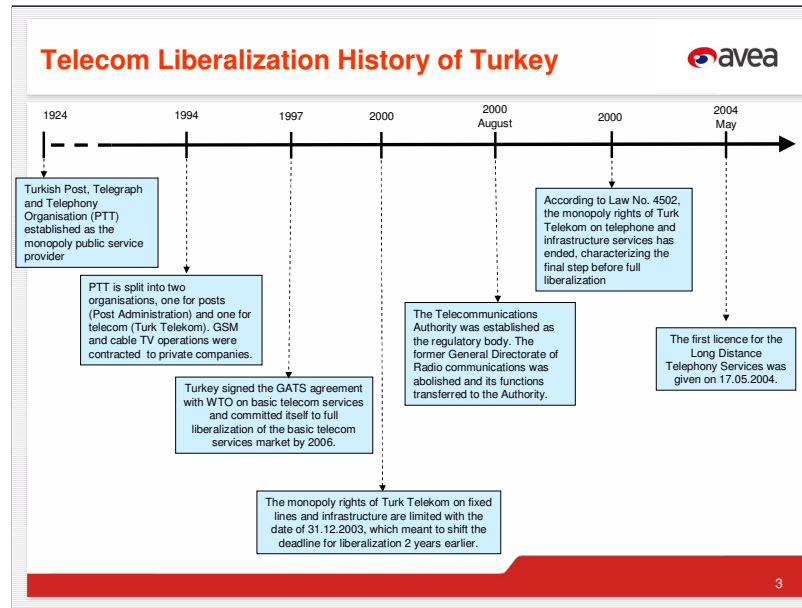 Telecom Liberalization History of Turkey
avea
1924
1994
1997
2000
2000
August
2000
2004
May
Turkish Post, Telegraph
and Telephony
Organisation (PTT)
established as the
monopoly public service
provider
PTT is split into two
organisations, one for posts
(Post Administration) and one for
telecom (Turk Telekom). GSM
and cable TV operations were
contracted to private companies.
Turkey signed the GATS agreement
with WTO on basic telecom services
and committed itself to full
liberalization of the basic telecom
services market by 2006.
The monopoly rights of Turk Telekom on fixed
lines and infrastructure are limited with the
date of 31.12.2003, which meant to shift the
deadline for liberalization 2 years earlier.
The Telecommunications
Authority was established as
the regulatory body. The
former General Directorate of
Radio communications was
abolished and its functions
transferred to the Authority.
According to Law No. 4502,
the monopoly rights of Turk
Telekom on telephone and
infrastructure services has
ended, characterizing the
final step before full
liberalization
The first licence for the
Long Distance
Telephony Services was
given on 17.05.2004.
3